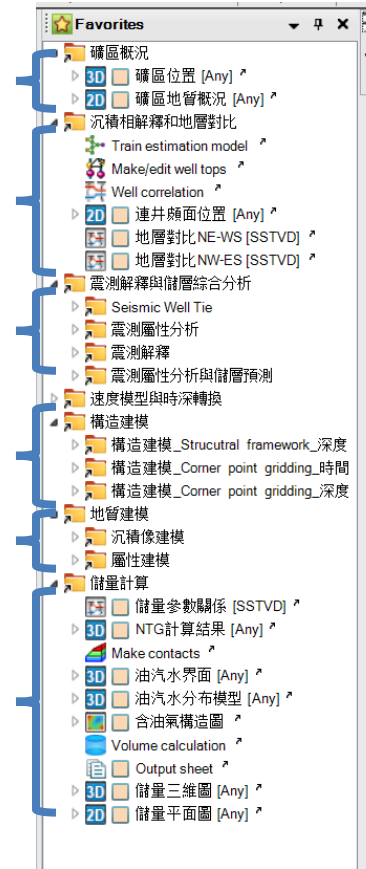 Favorites
礦區概況
3D 礦區位置 [Any]
2D 礦區地質概況 [Any]
沉積相解釋和地層對比
Train estimation model
Make/edit well tops
Well correlation
2D 連井頗面位置 [Any]
地層對比NE-WS [SSTVD]
地層對比NW-ES [SSTVD]
震測解釋與儲層綜合分析
Seismic Well Tie
震測屬性分析
震測解釋
震測屬性分析與儲層預測
速度模型與時深轉換
構造建模
構造建模_Strucutral framework_深度
構造建模_Corner point gridding_時間
構造建模_Corner point gridding_深度
地質建模
沉積像建模
屬性建模
儲量計算
儲量參數關係 [SSTVD]
3D NTG計算結果 [Any]
Make contacts
3D 油汽水界面 [Any]
3D 油汽水分布模型 [Any]
含油氣構造圖
Volume calculation
Output sheet
3D 儲量三維圖 [Any]
2D 儲量平面圖 [Any]